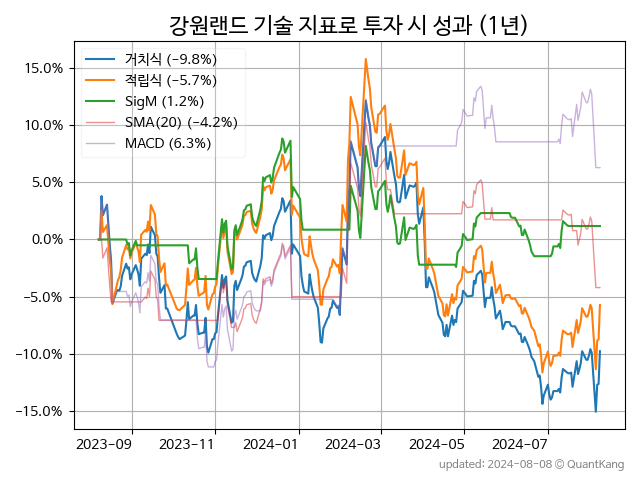 강원랜드 기술 지표로 투자 시 성과 (1년)
거치식 (−9.8%)
적립식 (−5.7%)
SigM (1.2%)
SMA(20) (−4.2%)
MACD (6.3%)
15.0%
10.0%
5.0%
0.0%
−5.0%
−10.0%
−15.0%
2023-09 2023-11 2024-01 2024-03 2024-05 2024-07
updated: 2024-08-08 © QuantKang